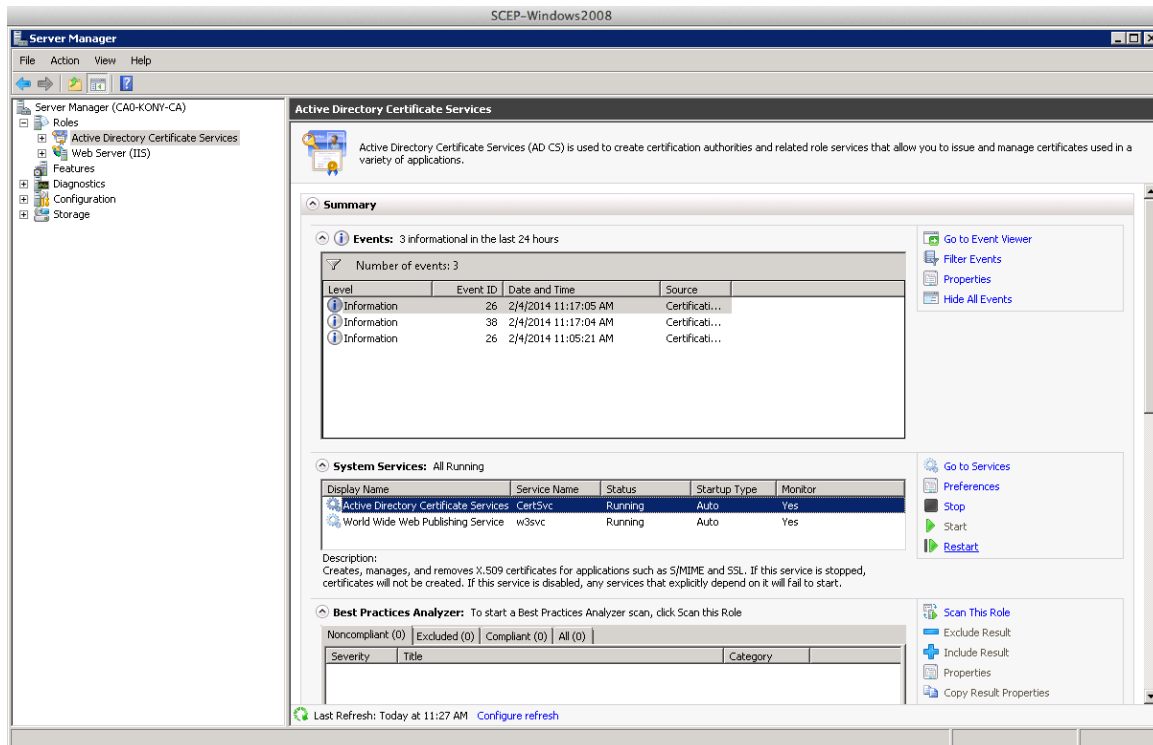 SCEP-Windows2008
Server Manager
File Action View Help
Server Manager (CA0-KONY-CA)
Roles
Active Directory Certificate Services
Web Server (IIS)
Features
Diagnostics
Configuration
Storage
Active Directory Certificate Services
Active Directory Certificate Services (AD CS) is used to create certification authorities and related role services that allow you to issue and manage certificates used in a
variety of applications.
Summary
Events: 3 informational in the last 24 hours
Number of events: 3
Level Event ID Date and Time Source
Information 26 2/4/2014 11:17:05 AM Certificati...
Information 38 2/4/2014 11:17:04 AM Certificati...
Information 26 2/4/2014 11:05:21 AM Certificati...
Go to Event Viewer
Filter Events
Properties
Hide All Events
System Services: All Running
Display Name Service Name Status Startup Type Monitor
Active Directory Certificate Services CertSvc Running Auto Yes
World Wide Web Publishing Service w3svc Running Auto Yes
Description:
Creates, manages, and removes X.509 certificates for applications such as S/MIME and SSL. If this service is stopped,
certificates will not be created. If this service is disabled, any services that explicitly depend on it will fail to start.
Go to Services
Preferences
Stop
Start
Restart
Best Practices Analyzer: To start a Best Practices Analyzer scan, click Scan this Role
Noncompliant (0) Excluded (0) Compliant (0) All (0)
Severity Title Category
Scan This Role
Exclude Result
Include Result
Properties
Copy Result Properties
Last Refresh: Today at 11:27 AM Configure refresh